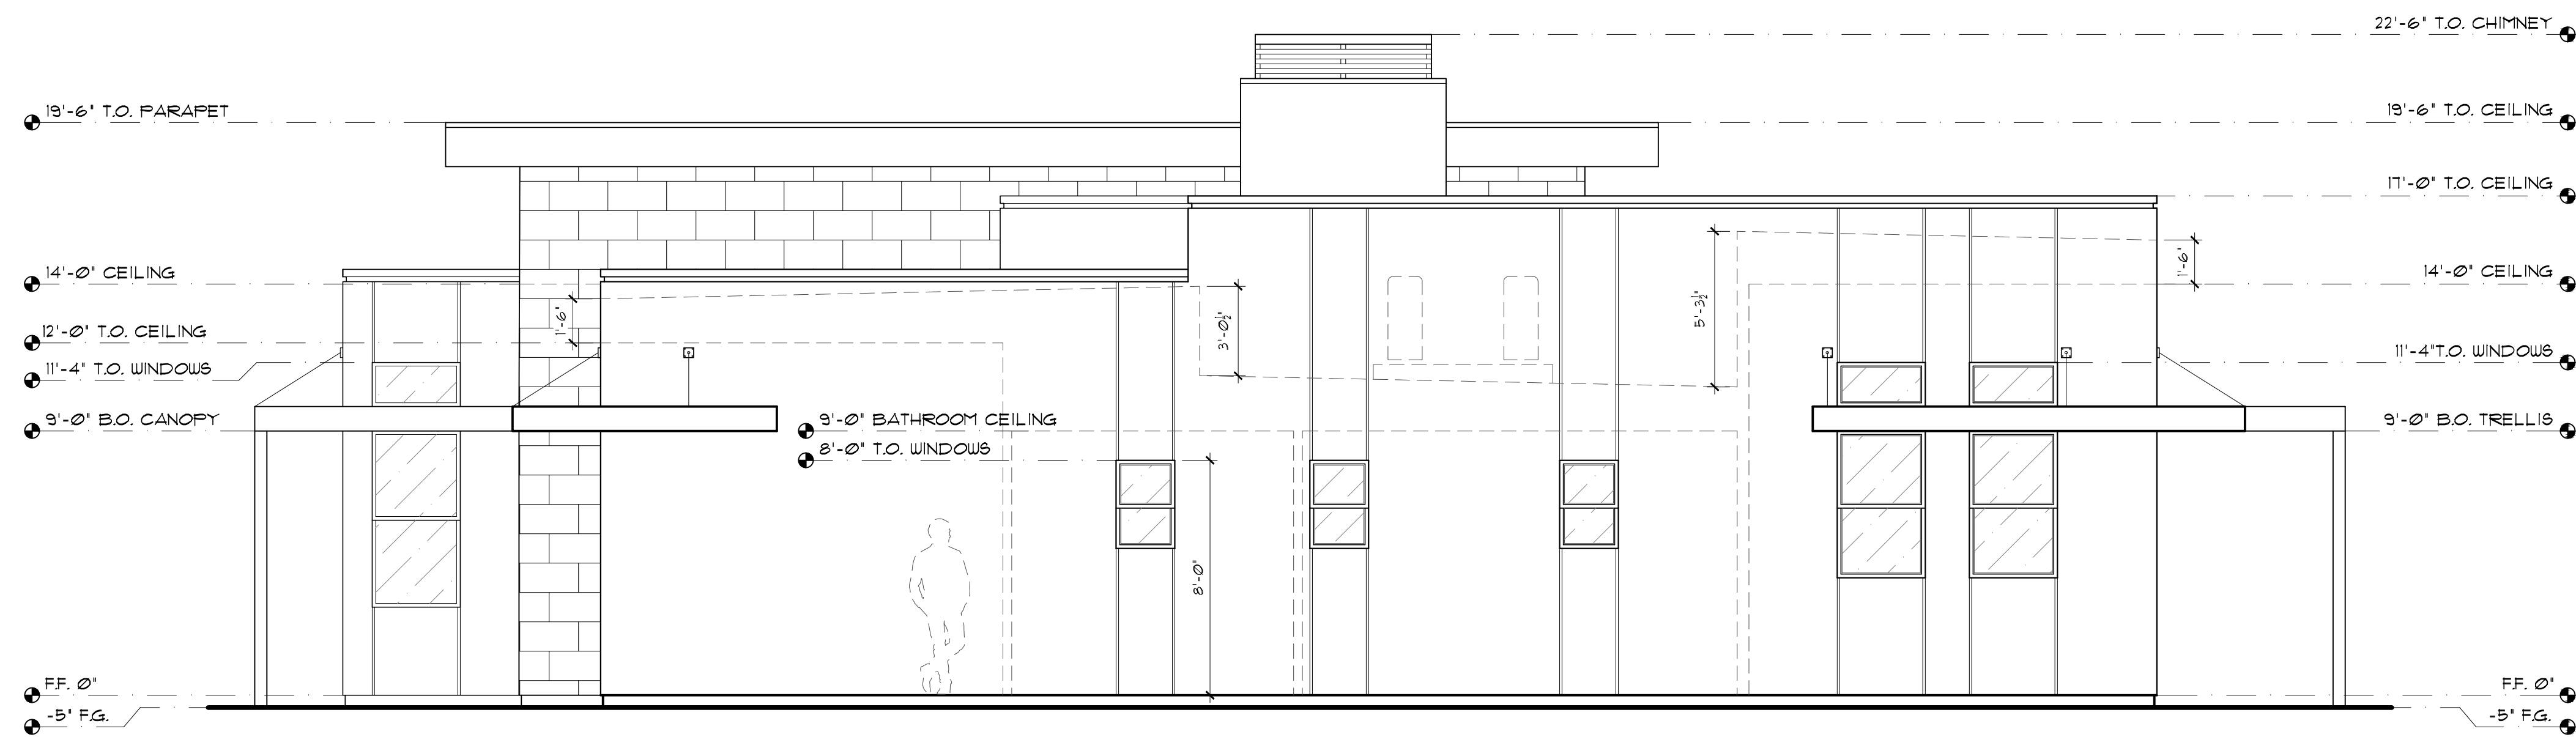 22'-6" T.O. CHIMNEY
19'-6" T.O. PARAPET
19'-6" T.O. CEILING
17'-0" T.O. CEILING
14'-0" CEILING
1'-6"
14'-0" CEILING
1'-6"
3'-0½"
5'-3½"
12'-0" T.O. CEILING
11'-4" T.O. WINDOWS
11'-4"T.O. WINDOWS
9'-0" B.O. CANOPY
9'-0" BATHROOM CEILING
9'-0" B.O. TRELLIS
8'-0" T.O. WINDOWS
8'-0"
F.F. 0"
F.F. 0"
-5" F.G.
-5" F.G.